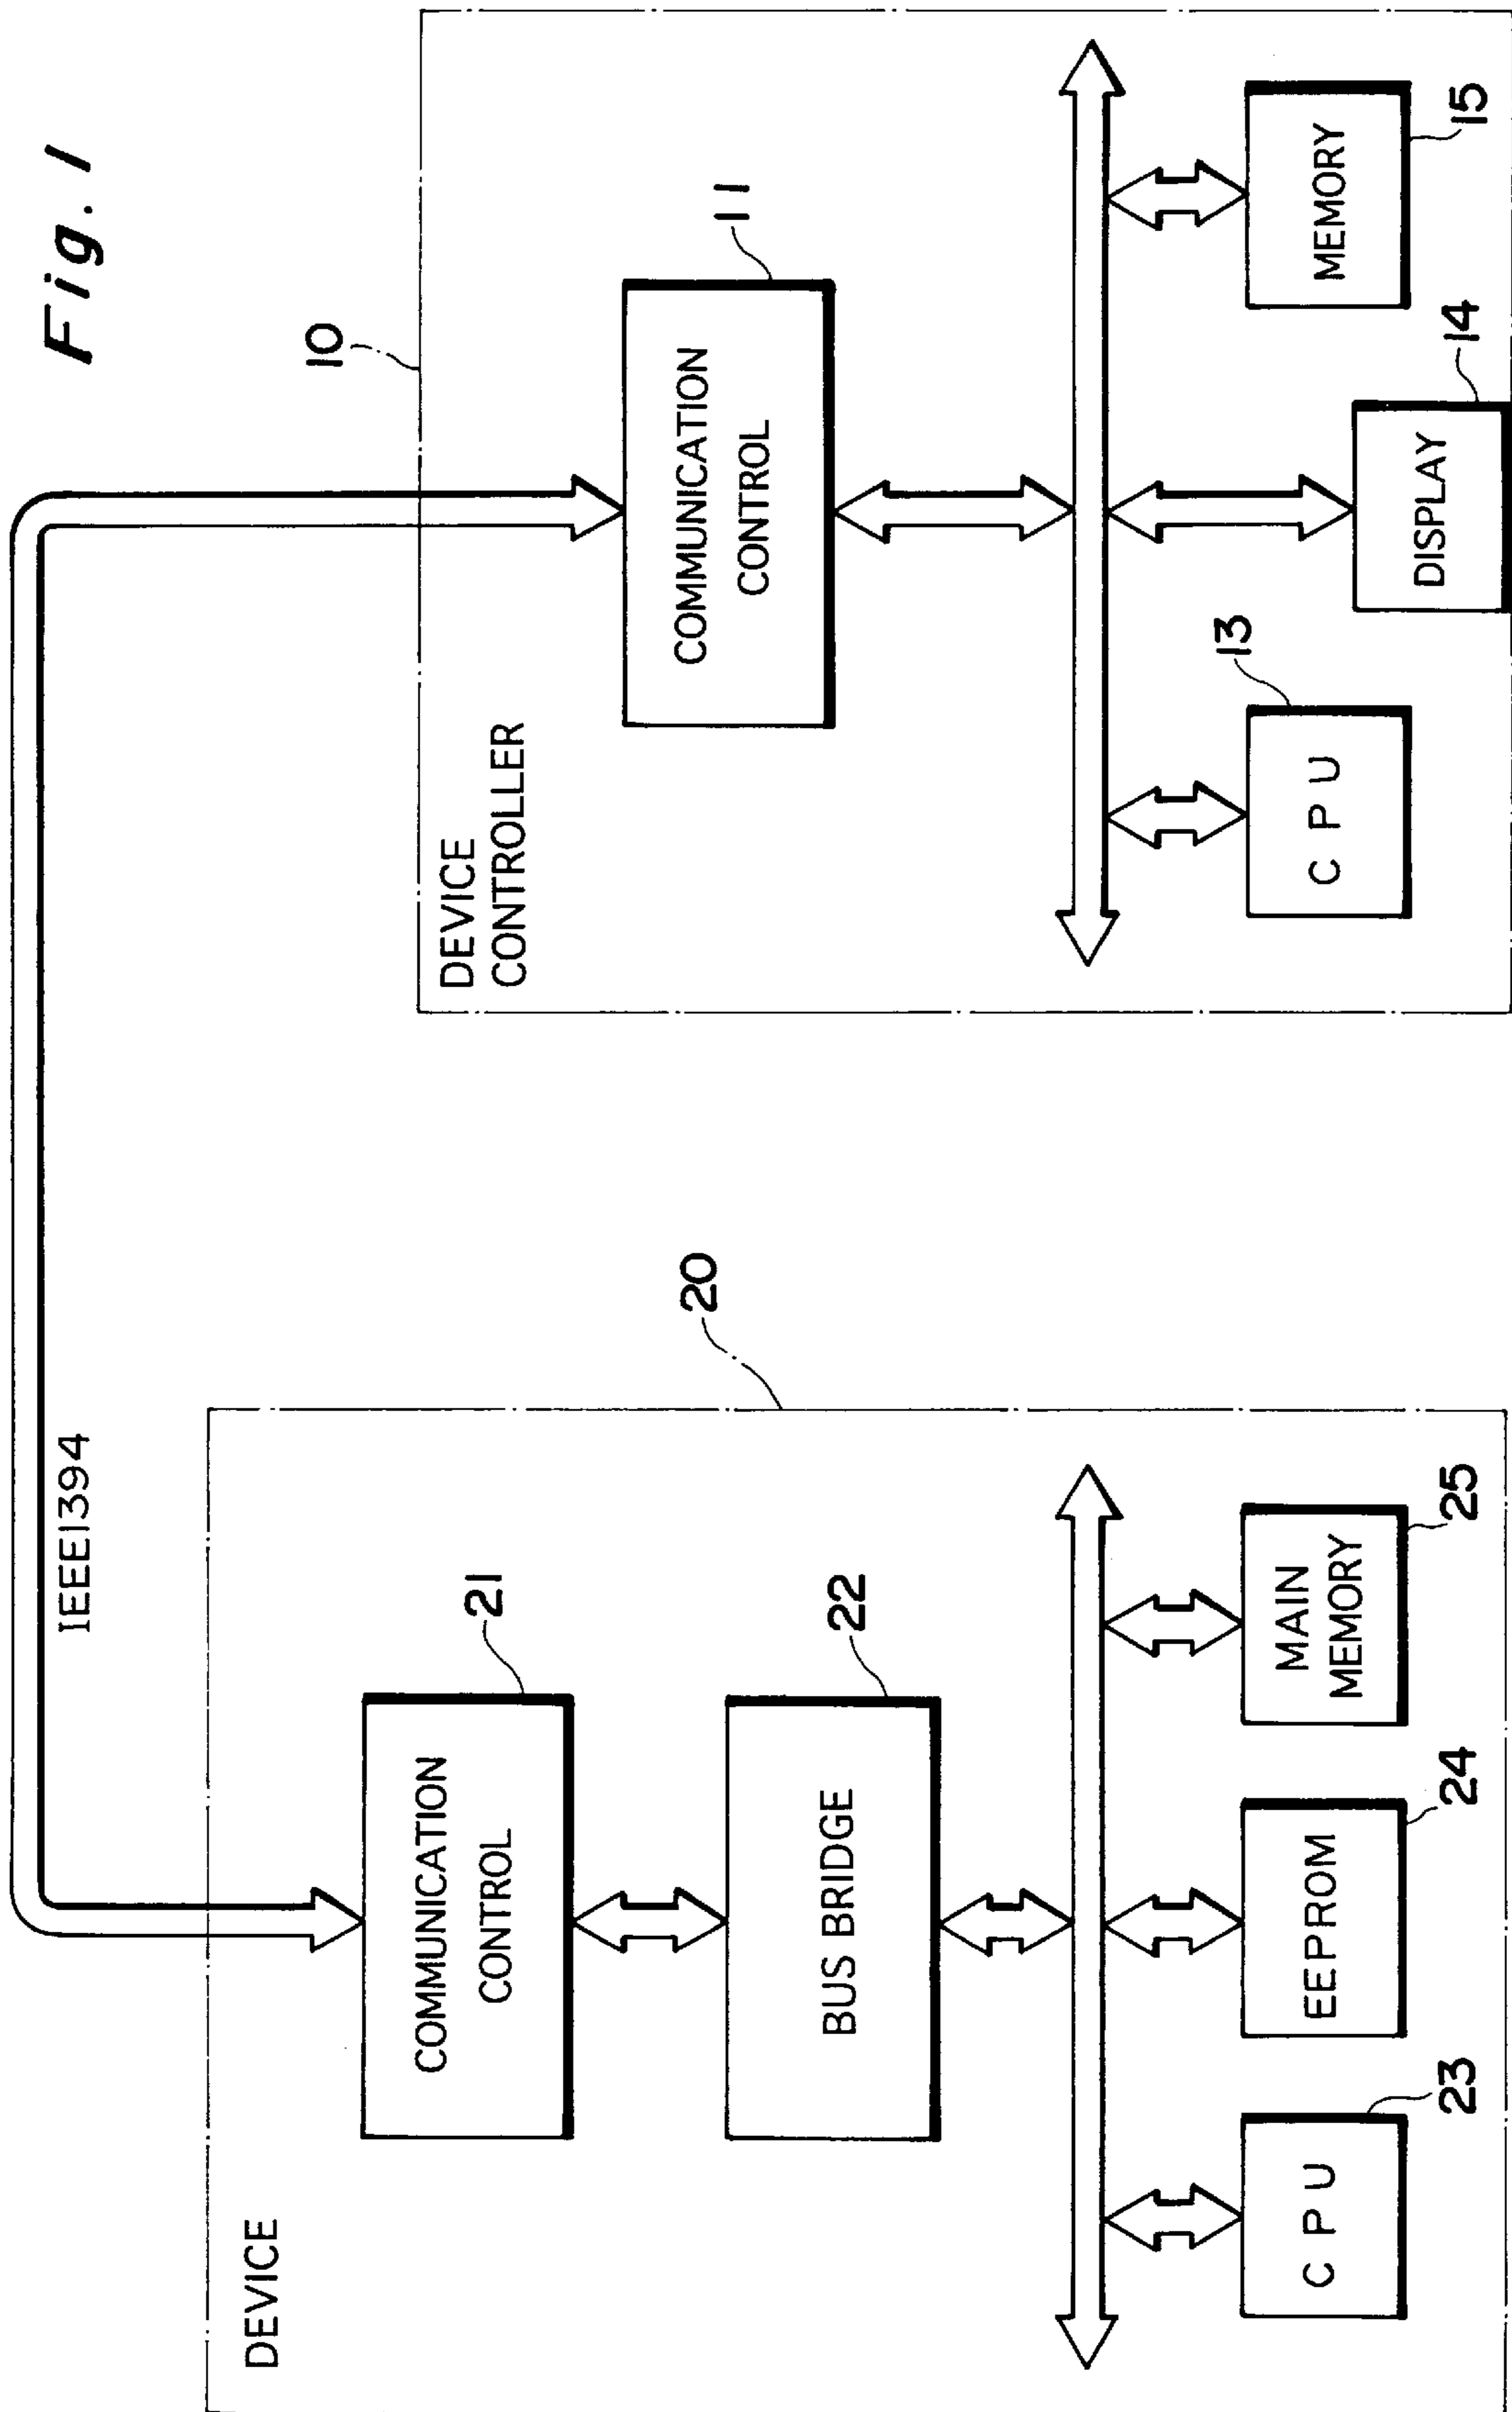 Fig. 1
IEEE1394
DEVICE
20
COMMUNICATION
CONTROL
21
BUS BRIDGE
22
CPU
23
EEPROM
24
MAIN
MEMORY
25
DEVICE
CONTROLLER
10
COMMUNICATION
CONTROL
11
CPU
13
DISPLAY
14
MEMORY
15